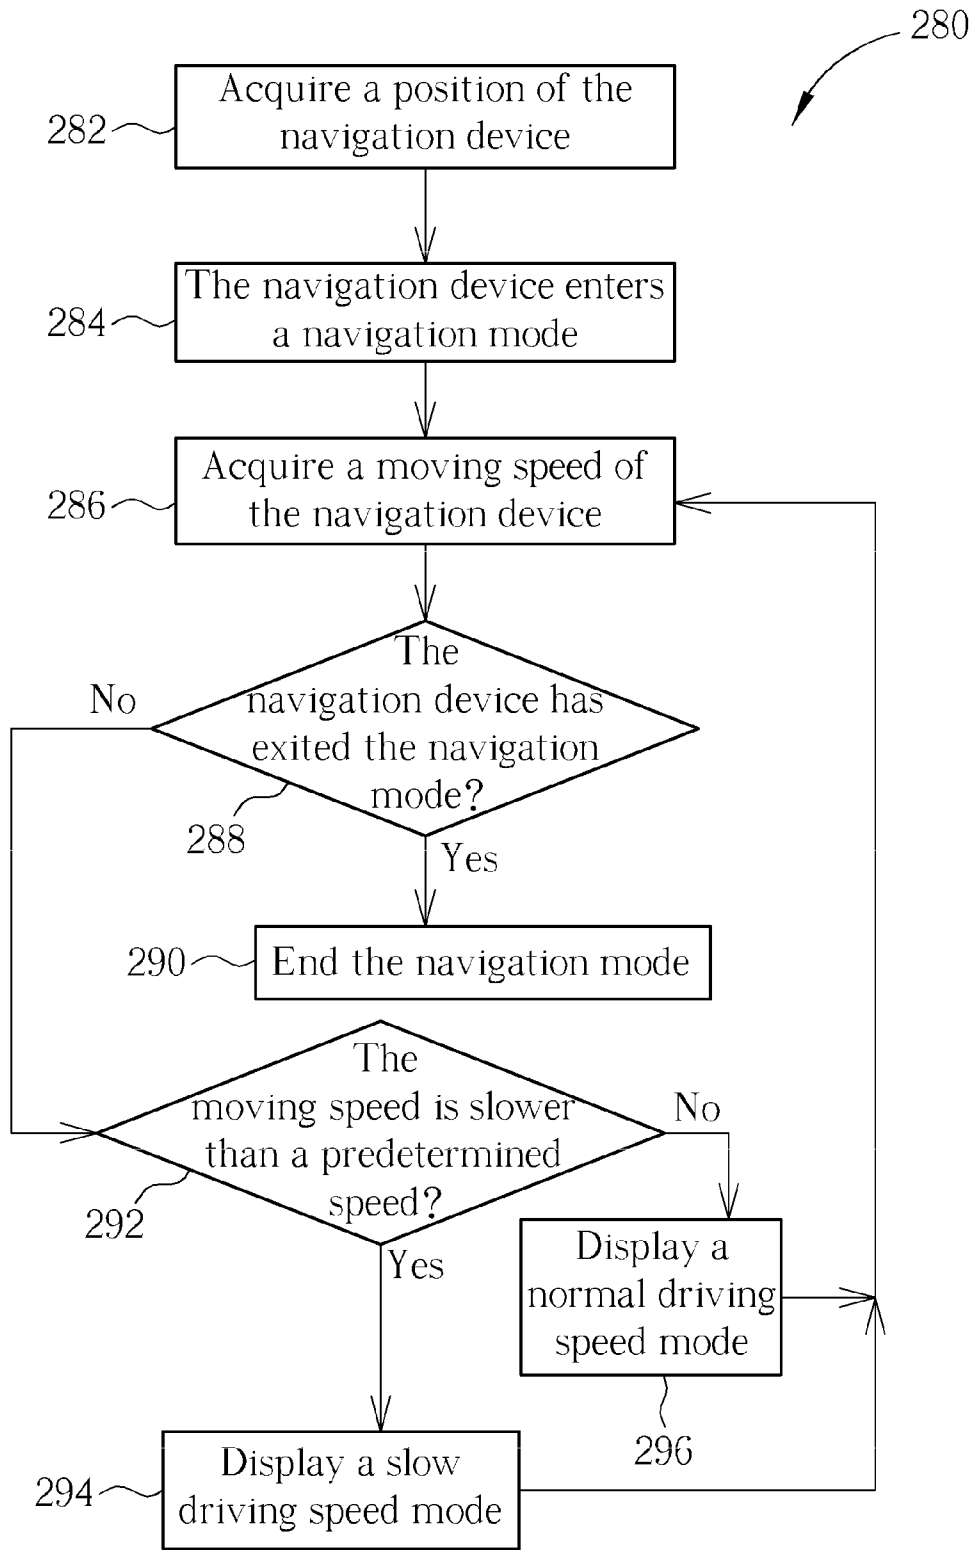 280
Acquire a position of the
navigation device
282
The navigation device enters
a navigation mode
284
Acquire a moving speed of
the navigation device
286
The
navigation device has
exited the navigation
mode?
No
288
Yes
290
End the navigation mode
The
moving speed is slower
than a predetermined
speed?
No
292
Yes
Display a
normal driving
speed mode
296
Display a slow
driving speed mode
294